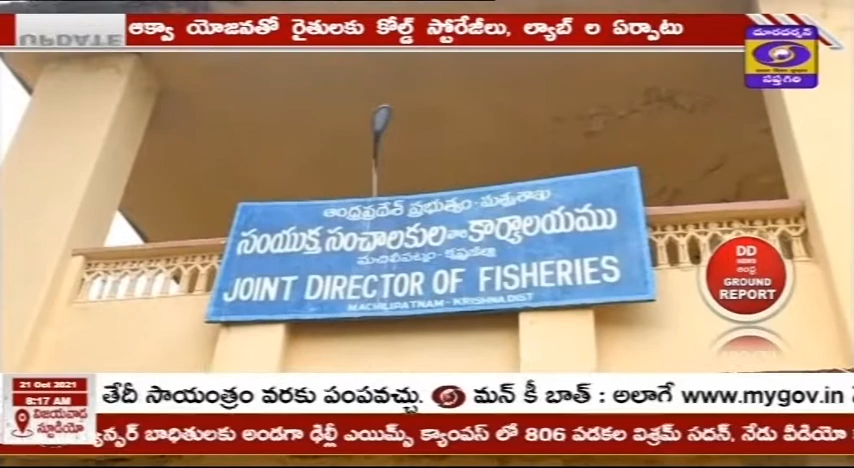 UPDATE
ఆక్వా యోజనతో రైతులకు కోల్డ్ స్టోరేజీలు, ల్యాబ్ ల ఏర్పాటు
దూరదర్శన్
సప్తగిరి
ఆంధ్రప్రదేశ్ ప్రభుత్వం - మత్స్యశాఖ
సంయుక్త సంచాలకుల వారి కార్యాలయము
మచిలీపట్నం - కృష్ణాజిల్లా
JOINT DIRECTOR OF FISHERIES
MACHILIPATNAM - KRISHNA DIST
DD
NEWS
ఆంధ్ర
GROUND
REPORT
21 Oct 2021
8:17 AM
విజయవాడ
స్టూడియో
తేదీ సాయంత్రం వరకు పంపవచ్చు. మన్ కీ బాత్ : అలాగే www.mygov.in
బాధితులకు అండగా ఢిల్లీ ఎయిమ్స్ క్యాంపస్ లో 806 పడకల విశ్రమ్ సదన్, నేడు వీడియో